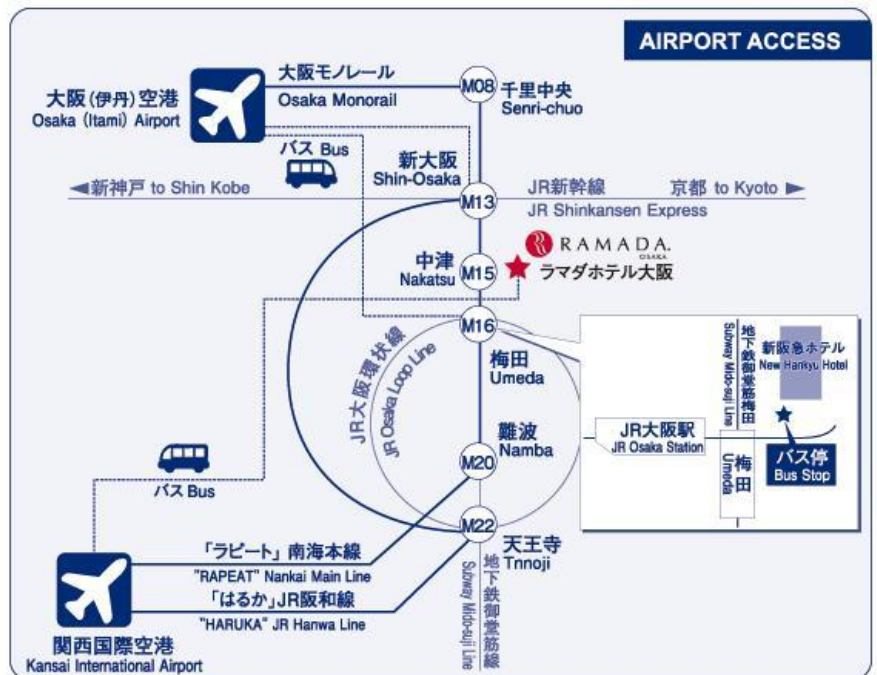 AIRPORT ACCESS
大阪モノレール
Osaka Monorail
M08
千里中央
Senri-chuo
大阪(伊丹)空港
Osaka (Itami) Airport
バス Bus
新大阪
Shin-Osaka
新神戸 to Shin Kobe
M13
JR新幹線
JR Shinkansen Express
京都 to Kyoto
中津
Nakatsu
M15
RAMADA.
OSAKA
ラマダホテル大阪
M16
梅田
Umeda
JR大阪環状線
JR Osaka Loop Line
難波
Namba
M20
M22
天王寺
Tnnoji
地下鉄御堂筋線
Subway Mido-suji Line
バス Bus
「ラピート」南海本線
"RAPEAT" Nankai Main Line
「はるか」JR阪和線
"HARUKA" JR Hanwa Line
関西国際空港
Kansai International Airport
地下鉄御堂筋梅田
Subway Mido-suji Line
新阪急ホテル
New Hankyu Hotel
JR大阪駅
JR Osaka Station
梅田
Umeda
バス停
Bus Stop